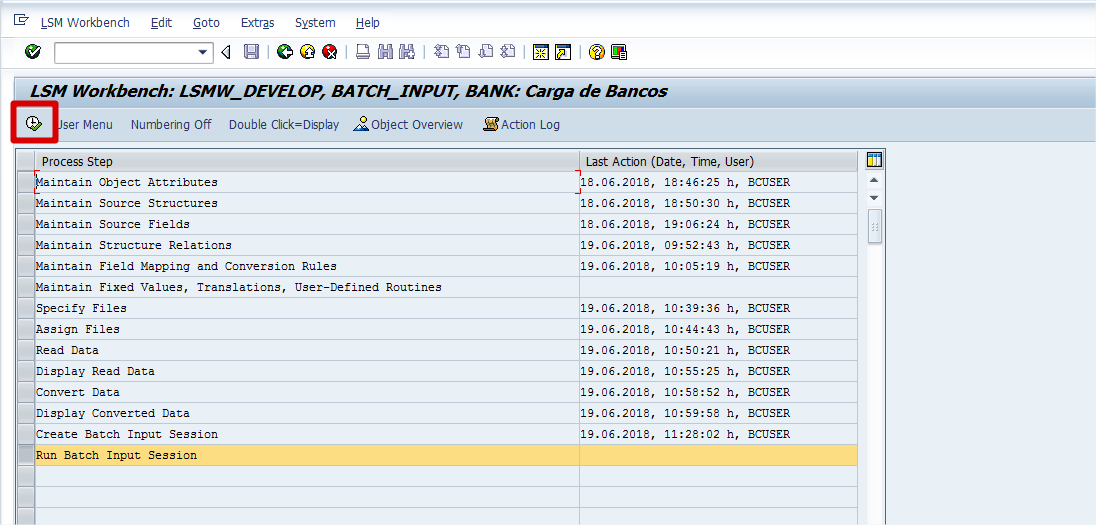 LSM Workbench Edit Goto Extras System Help
LSM Workbench: LSMW_DEVELOP, BATCH_INPUT, BANK: Carga de Bancos
User Menu Numbering Off Double Click=Display Object Overview Action Log
Process Step Last Action (Date, Time, User)
Maintain Object Attributes 18.06.2018, 18:46:25 h, BCUSER
Maintain Source Structures 18.06.2018, 18:50:30 h, BCUSER
Maintain Source Fields 18.06.2018, 19:06:24 h, BCUSER
Maintain Structure Relations 19.06.2018, 09:52:43 h, BCUSER
Maintain Field Mapping and Conversion Rules 19.06.2018, 10:05:19 h, BCUSER
Maintain Fixed Values, Translations, User-Defined Routines
Specify Files 19.06.2018, 10:39:36 h, BCUSER
Assign Files 19.06.2018, 10:44:43 h, BCUSER
Read Data 19.06.2018, 10:50:21 h, BCUSER
Display Read Data 19.06.2018, 10:55:25 h, BCUSER
Convert Data 19.06.2018, 10:58:52 h, BCUSER
Display Converted Data 19.06.2018, 10:59:58 h, BCUSER
Create Batch Input Session 19.06.2018, 11:28:02 h, BCUSER
Run Batch Input Session